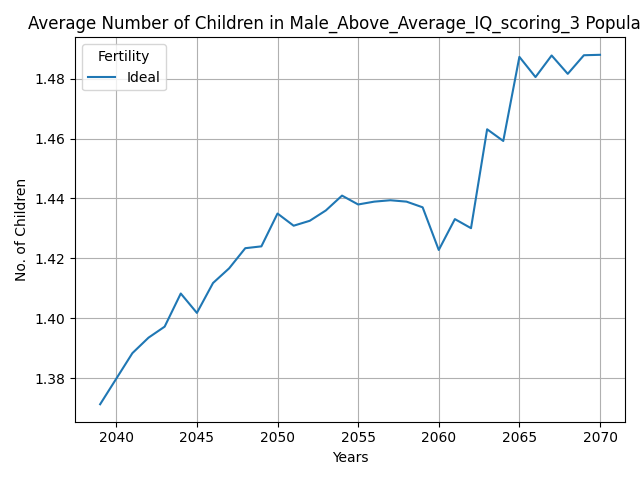 Average Number of Children in Male_Above_Average_IQ_scoring_3 Popula
Fertility
Ideal
No. of Children
1.48
1.46
1.44
1.42
1.40
1.38
2040 2045 2050 2055 2060 2065 2070
Years